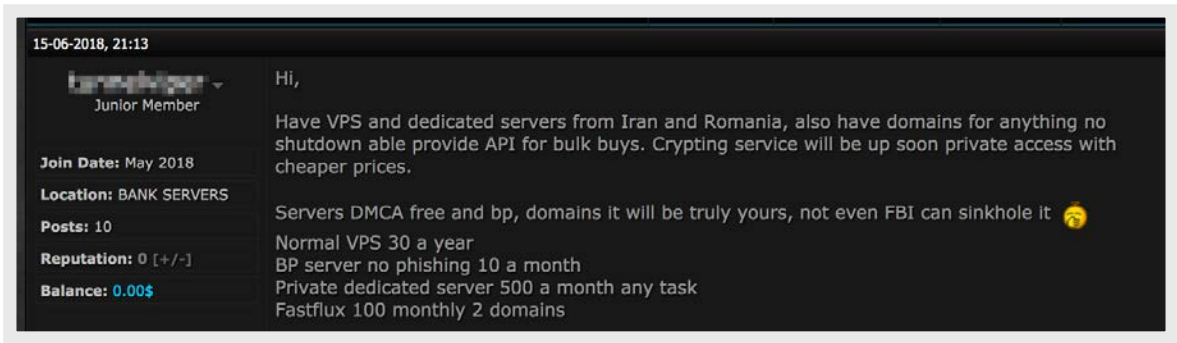 15-06-2018, 21:13
Junior Member
Join Date: May 2018
Location: BANK SERVERS
Posts: 10
Reputation: 0 [+/-]
Balance: 0.00$
Hi,
Have VPS and dedicated servers from Iran and Romania, also have domains for anything no
shutdown able provide API for bulk buys. Crypting service will be up soon private access with
cheaper prices.
Servers DMCA free and bp, domains it will be truly yours, not even FBI can sinkhole it
Normal VPS 30 a year
BP server no phishing 10 a month
Private dedicated server 500 a month any task
Fastflux 100 monthly 2 domains